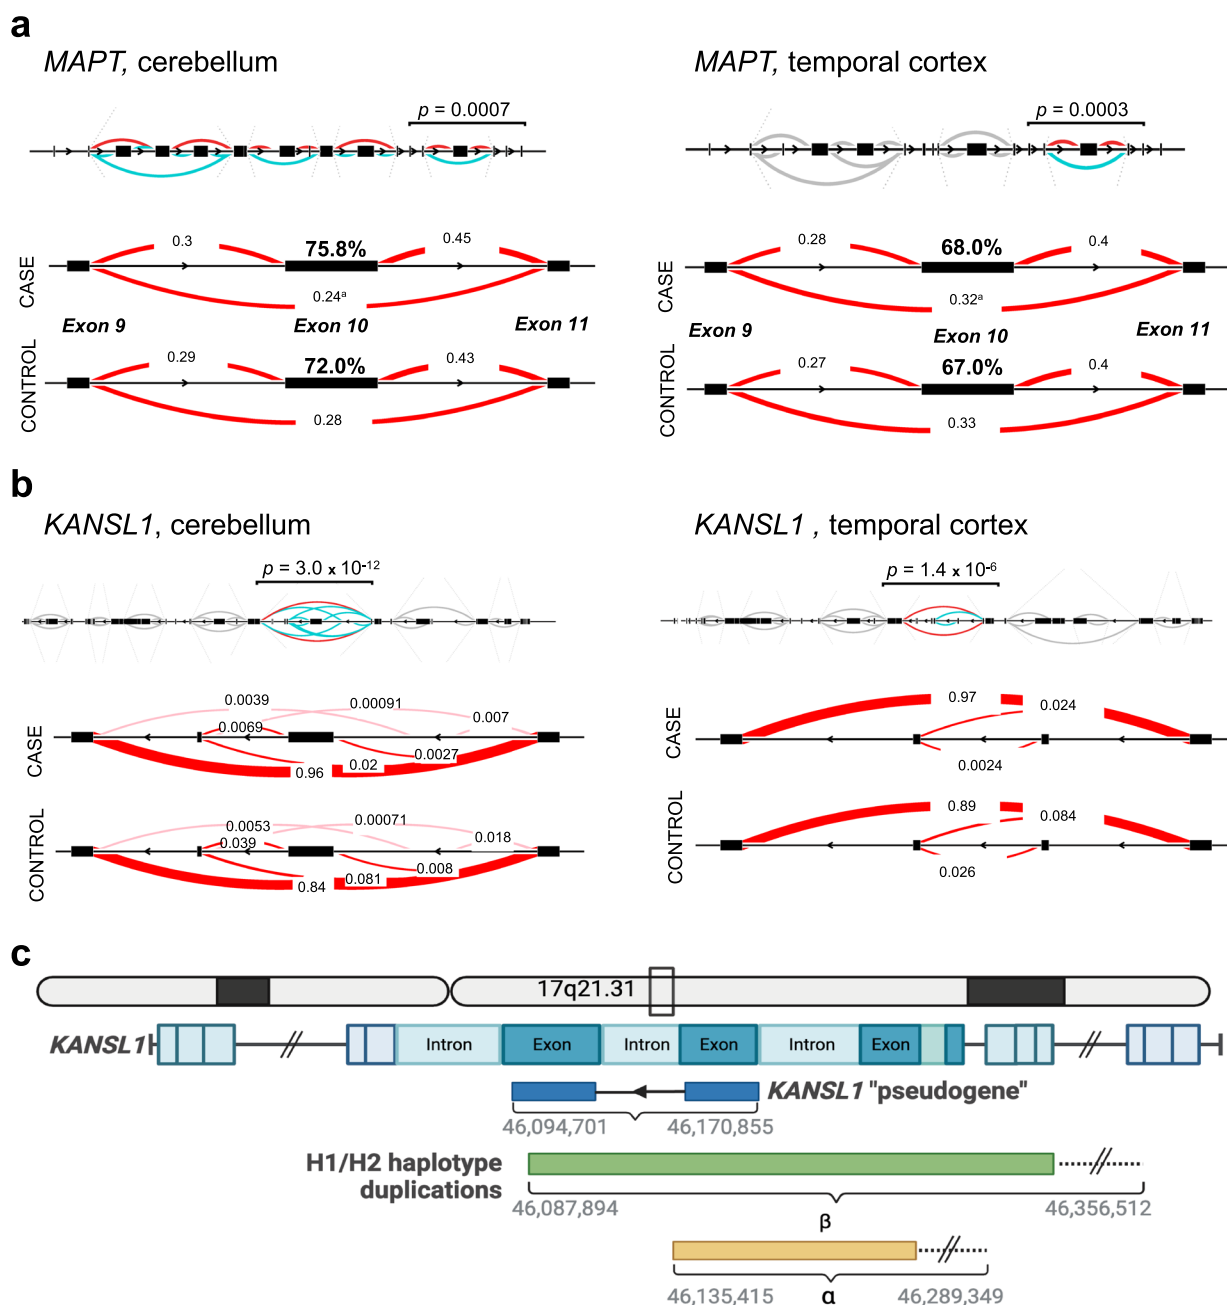 a
MAPT, cerebellum
MAPT, temporal cortex
p = 0.0007
p = 0.0003
CASE
0.3
75.8%
0.45
0.24a
Exon 9
Exon 10
Exon 11
CONTROL
0.29
72.0%
0.43
0.28
CASE
0.28
68.0%
0.4
0.32a
Exon 9
Exon 10
Exon 11
CONTROL
0.27
67.0%
0.4
0.33
b
KANSL1, cerebellum
KANSL1 , temporal cortex
p = 3.0 x 10-12
p = 1.4 x 10-6
CASE
0.0039
0.00091
0.0069
0.007
0.0027
0.02
0.96
CONTROL
0.0053
0.00071
0.039
0.018
0.008
0.081
0.84
CASE
0.97
0.024
0.0024
CONTROL
0.89
0.084
0.026
c
17q21.31
KANSL1
Intron
Exon
Intron
Exon
Intron
Exon
KANSL1 "pseudogene"
46,094,701
46,170,855
H1/H2 haplotype
duplications
46,087,894
46,356,512
β
46,135,415
46,289,349
α